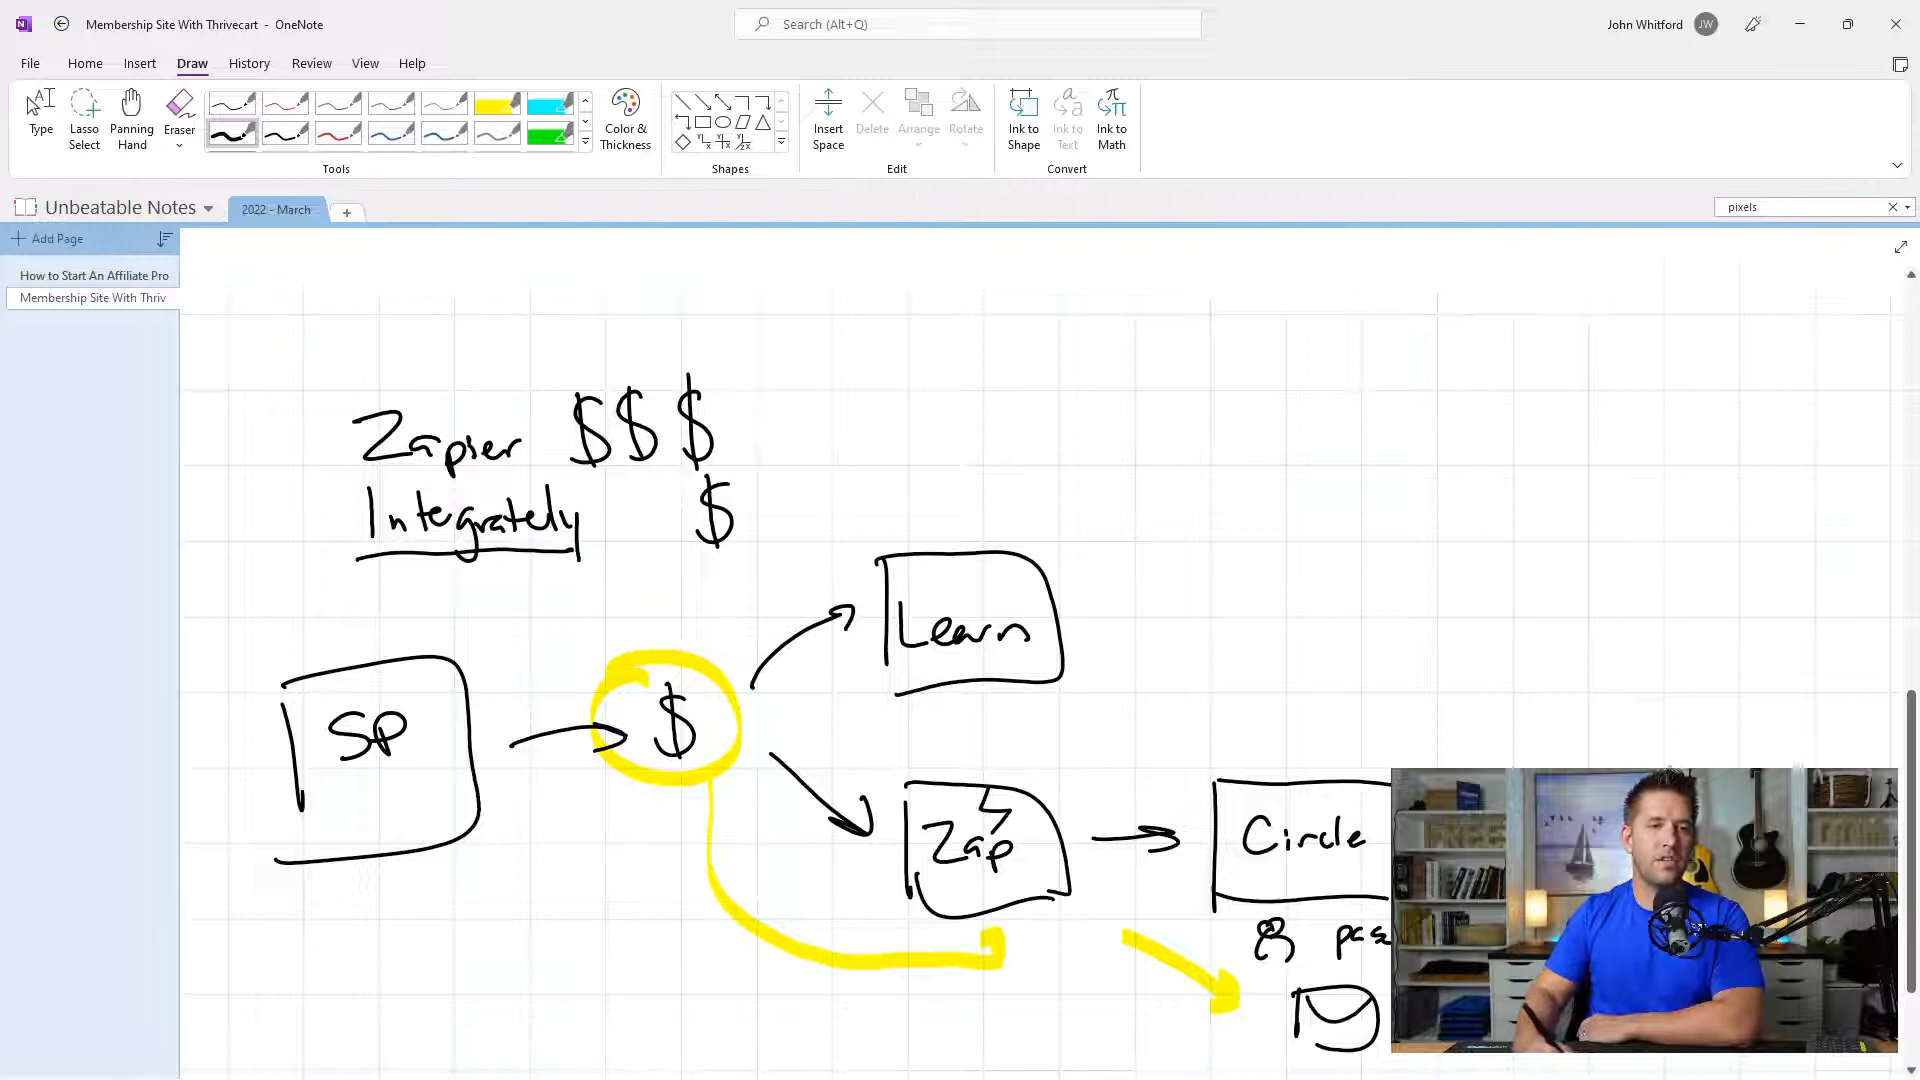 Membership Site With Thrivecart - OneNote
Search (Alt+Q)
John Whitford JW
File Home Insert Draw History Review View Help
Type
Lasso Select
Panning Hand
Eraser
Color & Thickness
Insert Space
Delete
Arrange
Rotate
Ink to Shape
Ink to Text
Ink to Math
Tools Shapes Edit Convert
Unbeatable Notes 2022 - March +
pixels
Add Page
How to Start An Affiliate Pro
Membership Site With Thriv
Zapier $$$
Integrately $
Learn
SP
$
Zap
Circle
pass